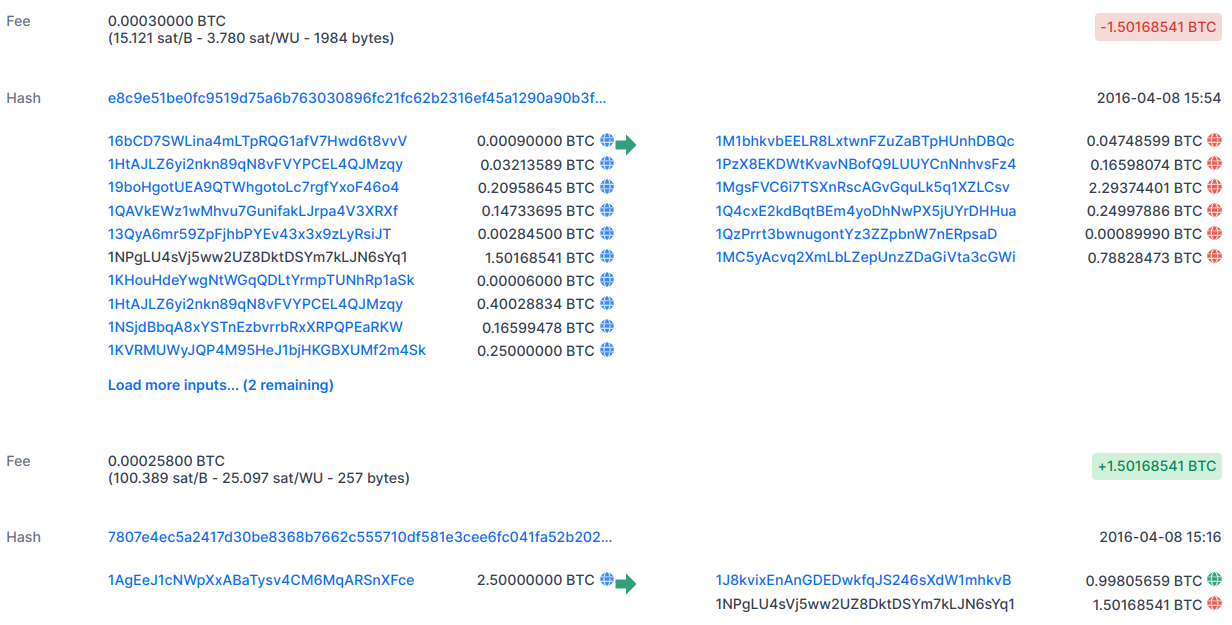 Fee 0.00030000 BTC -1.50168541 BTC
(15.121 sat/B - 3.780 sat/WU - 1984 bytes)
Hash e8c9e51be0fc9519d75a6b763030896fc21fc62b2316ef45a1290a90b3f... 2016-04-08 15:54
16bCD7SWLina4mLTpRQG1afV7Hwd6t8vvV 0.00090000 BTC 1M1bhkvbEELR8LxtwnFZuZaBTpHUnhDBQc 0.04748599 BTC
1HtAJLZ6yi2nkn89qN8vFVYPCEL4QJMzqy 0.03213589 BTC 1PzX8EKDWtKvavNBofQ9LUUYCnNnhvsFz4 0.16598074 BTC
19boHgotUEA9QTWhgotoLc7rgfYxoF46o4 0.20958645 BTC 1MgsFVC6i7TSXnRscAGvGquLk5q1XZLCsv 2.29374401 BTC
1QAVkEWz1wMhvu7GunifakLJrpa4V3XRXf 0.14733695 BTC 1Q4cxE2kdBqtBEm4yoDhNwPX5jUYrDHHua 0.24997886 BTC
13QyA6mr59ZpFjhbPYEv43x3x9zLyRsiJT 0.00284500 BTC 1QzPrrt3bwnugontYz3ZZpbnW7nERpsaD 0.00089990 BTC
1NPgLU4sVj5ww2UZ8DktDSYm7kLJN6sYq1 1.50168541 BTC 1MC5yAcvq2XmLbLZepUnzZDaGiVta3cGWi 0.78828473 BTC
1KHouHdeYwgNtWGqQDLtYrmpTUNhRp1aSk 0.00006000 BTC
1HtAJLZ6yi2nkn89qN8vFVYPCEL4QJMzqy 0.40028834 BTC
1NSjdBbqA8xYSTnEzbvrrbRxXRPQPEaRKW 0.16599478 BTC
1KVRMUWyJQP4M95HeJ1bjHKGBXUMf2m4Sk 0.25000000 BTC
Load more inputs... (2 remaining)
Fee 0.00025800 BTC +1.50168541 BTC
(100.389 sat/B - 25.097 sat/WU - 257 bytes)
Hash 7807e4ec5a2417d30be8368b7662c555710df581e3cee6fc041fa52b202... 2016-04-08 15:16
1AgEeJ1cNWpXxABaTysv4CM6MqARSnXFce 2.50000000 BTC 1J8kvixEnAnGDEDwkfqJS246sXdW1mhkvB 0.99805659 BTC
1NPgLU4sVj5ww2UZ8DktDSYm7kLJN6sYq1 1.50168541 BTC